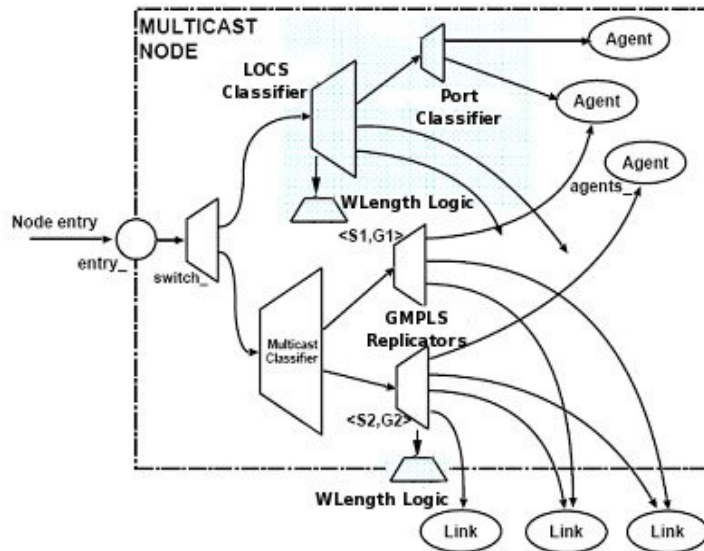 MULTICAST
NODE
Agent
LOCS
Classifier
Port
Classifier
Agent
Agent
agents_
WLength Logic
Node entry
<S1,G1>
entry_
switch_
GMPLS
Replicators
Multicast
Classifier
<S2,G2>
WLength Logic
Link
Link
Link